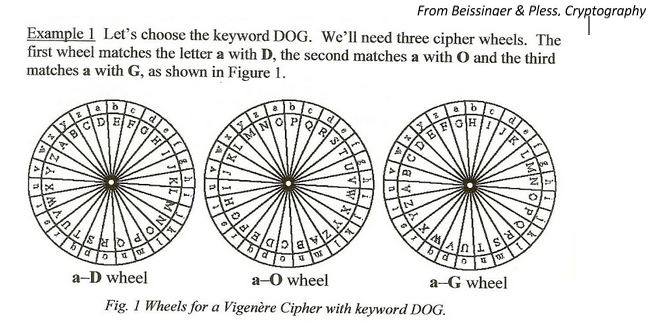 From Beissinger & Pless, Cryptography
Example 1 Let's choose the keyword DOG. We'll need three cipher wheels. The
first wheel matches the letter a with D, the second matches a with O and the third
matches a with G, as shown in Figure 1.
a b c d e f g h i j k l m n o p q r s t u v w x y z
D E F G H I J K L M N O P Q R S T U V W X Y Z A B C
a b c d e f g h i j k l m n o p q r s t u v w x y z
O P Q R S T U V W X Y Z A B C D E F G H I J K L M N
a b c d e f g h i j k l m n o p q r s t u v w x y z
G H I J K L M N O P Q R S T U V W X Y Z A B C D E F
a–D wheel
a–O wheel
a–G wheel
Fig. 1 Wheels for a Vigenère Cipher with keyword DOG.